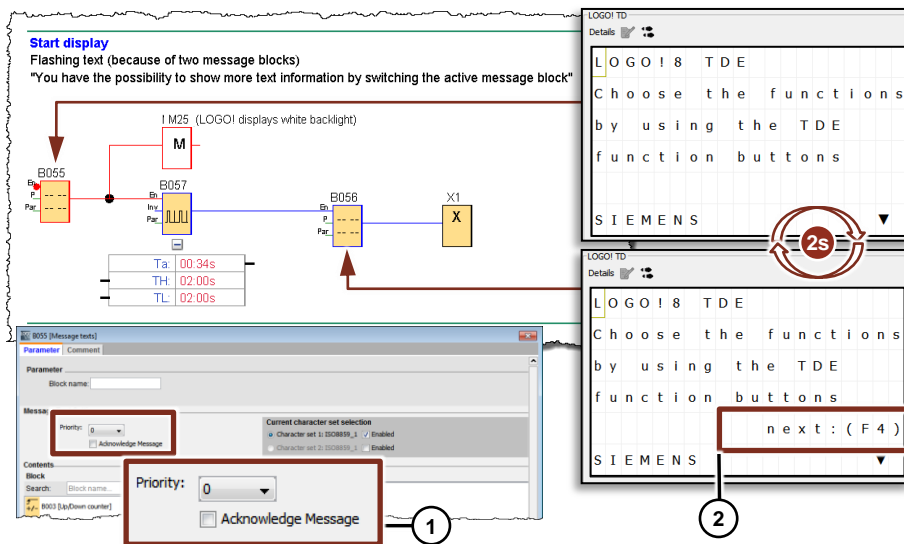 Start display
Flashing text (because of two message blocks)
"You have the possibility to show more text information by switching the active message block"
! M25 (LOGO! displays white backlight)
M
B055
En
P
Par
B057
En
Inv
Par
B056
En
P
Par
X1
X
Ta: 00:34s
TH: 02:00s
TL: 02:00s
LOGO! TD
Details
LOGO!8 TDE
Choose the functions
by using the TDE
function buttons
SIEMENS ▼
2s
LOGO! TD
Details
LOGO!8 TDE
Choose the functions
by using the TDE
function buttons
next:(F4)
SIEMENS ▼
2
B055 [Message texts]
Parameter Comment
Parameter
Block name:
Messa
Priority: 0
Acknowledge Message
Current character set selection
Character set 1: ISO8859_1 Enabled
Character set 2: ISO8859_1 Enabled
Contents
Block
Search: Block name...
B003 [Up/Down counter]
Priority: 0
Acknowledge Message
1